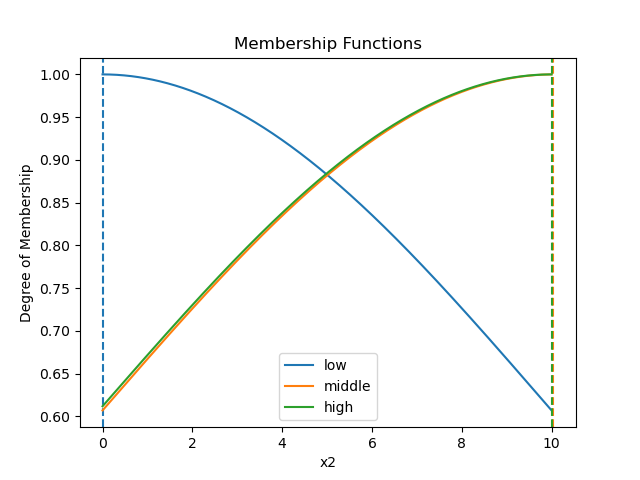 Membership Functions
Degree of Membership
1.00
0.95
0.90
0.85
0.80
0.75
0.70
0.65
0.60
low
middle
high
0 2 4 6 8 10
x2